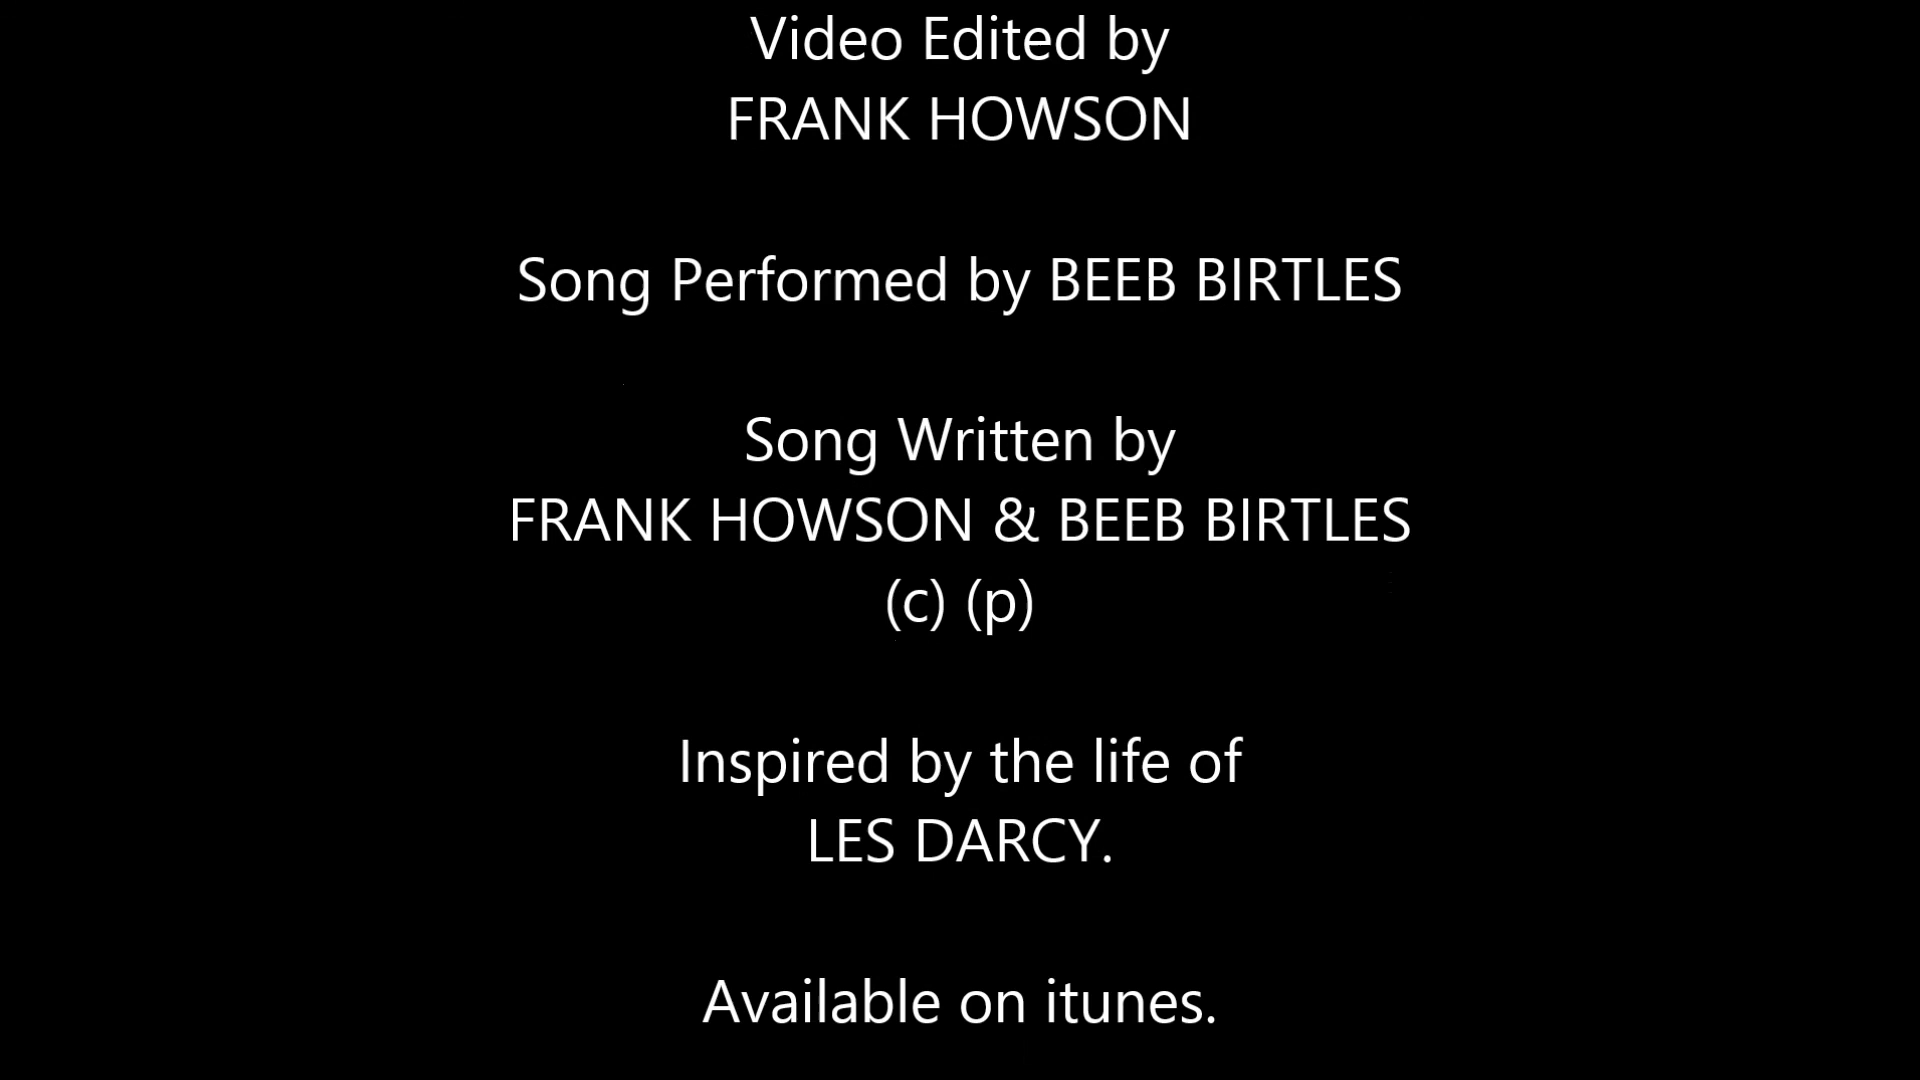 Video Edited by
FRANK HOWSON
Song Performed by BEEB BIRTLES
Song Written by
FRANK HOWSON & BEEB BIRTLES
(c) (p)
Inspired by the life of
LES DARCY.
Available on itunes.